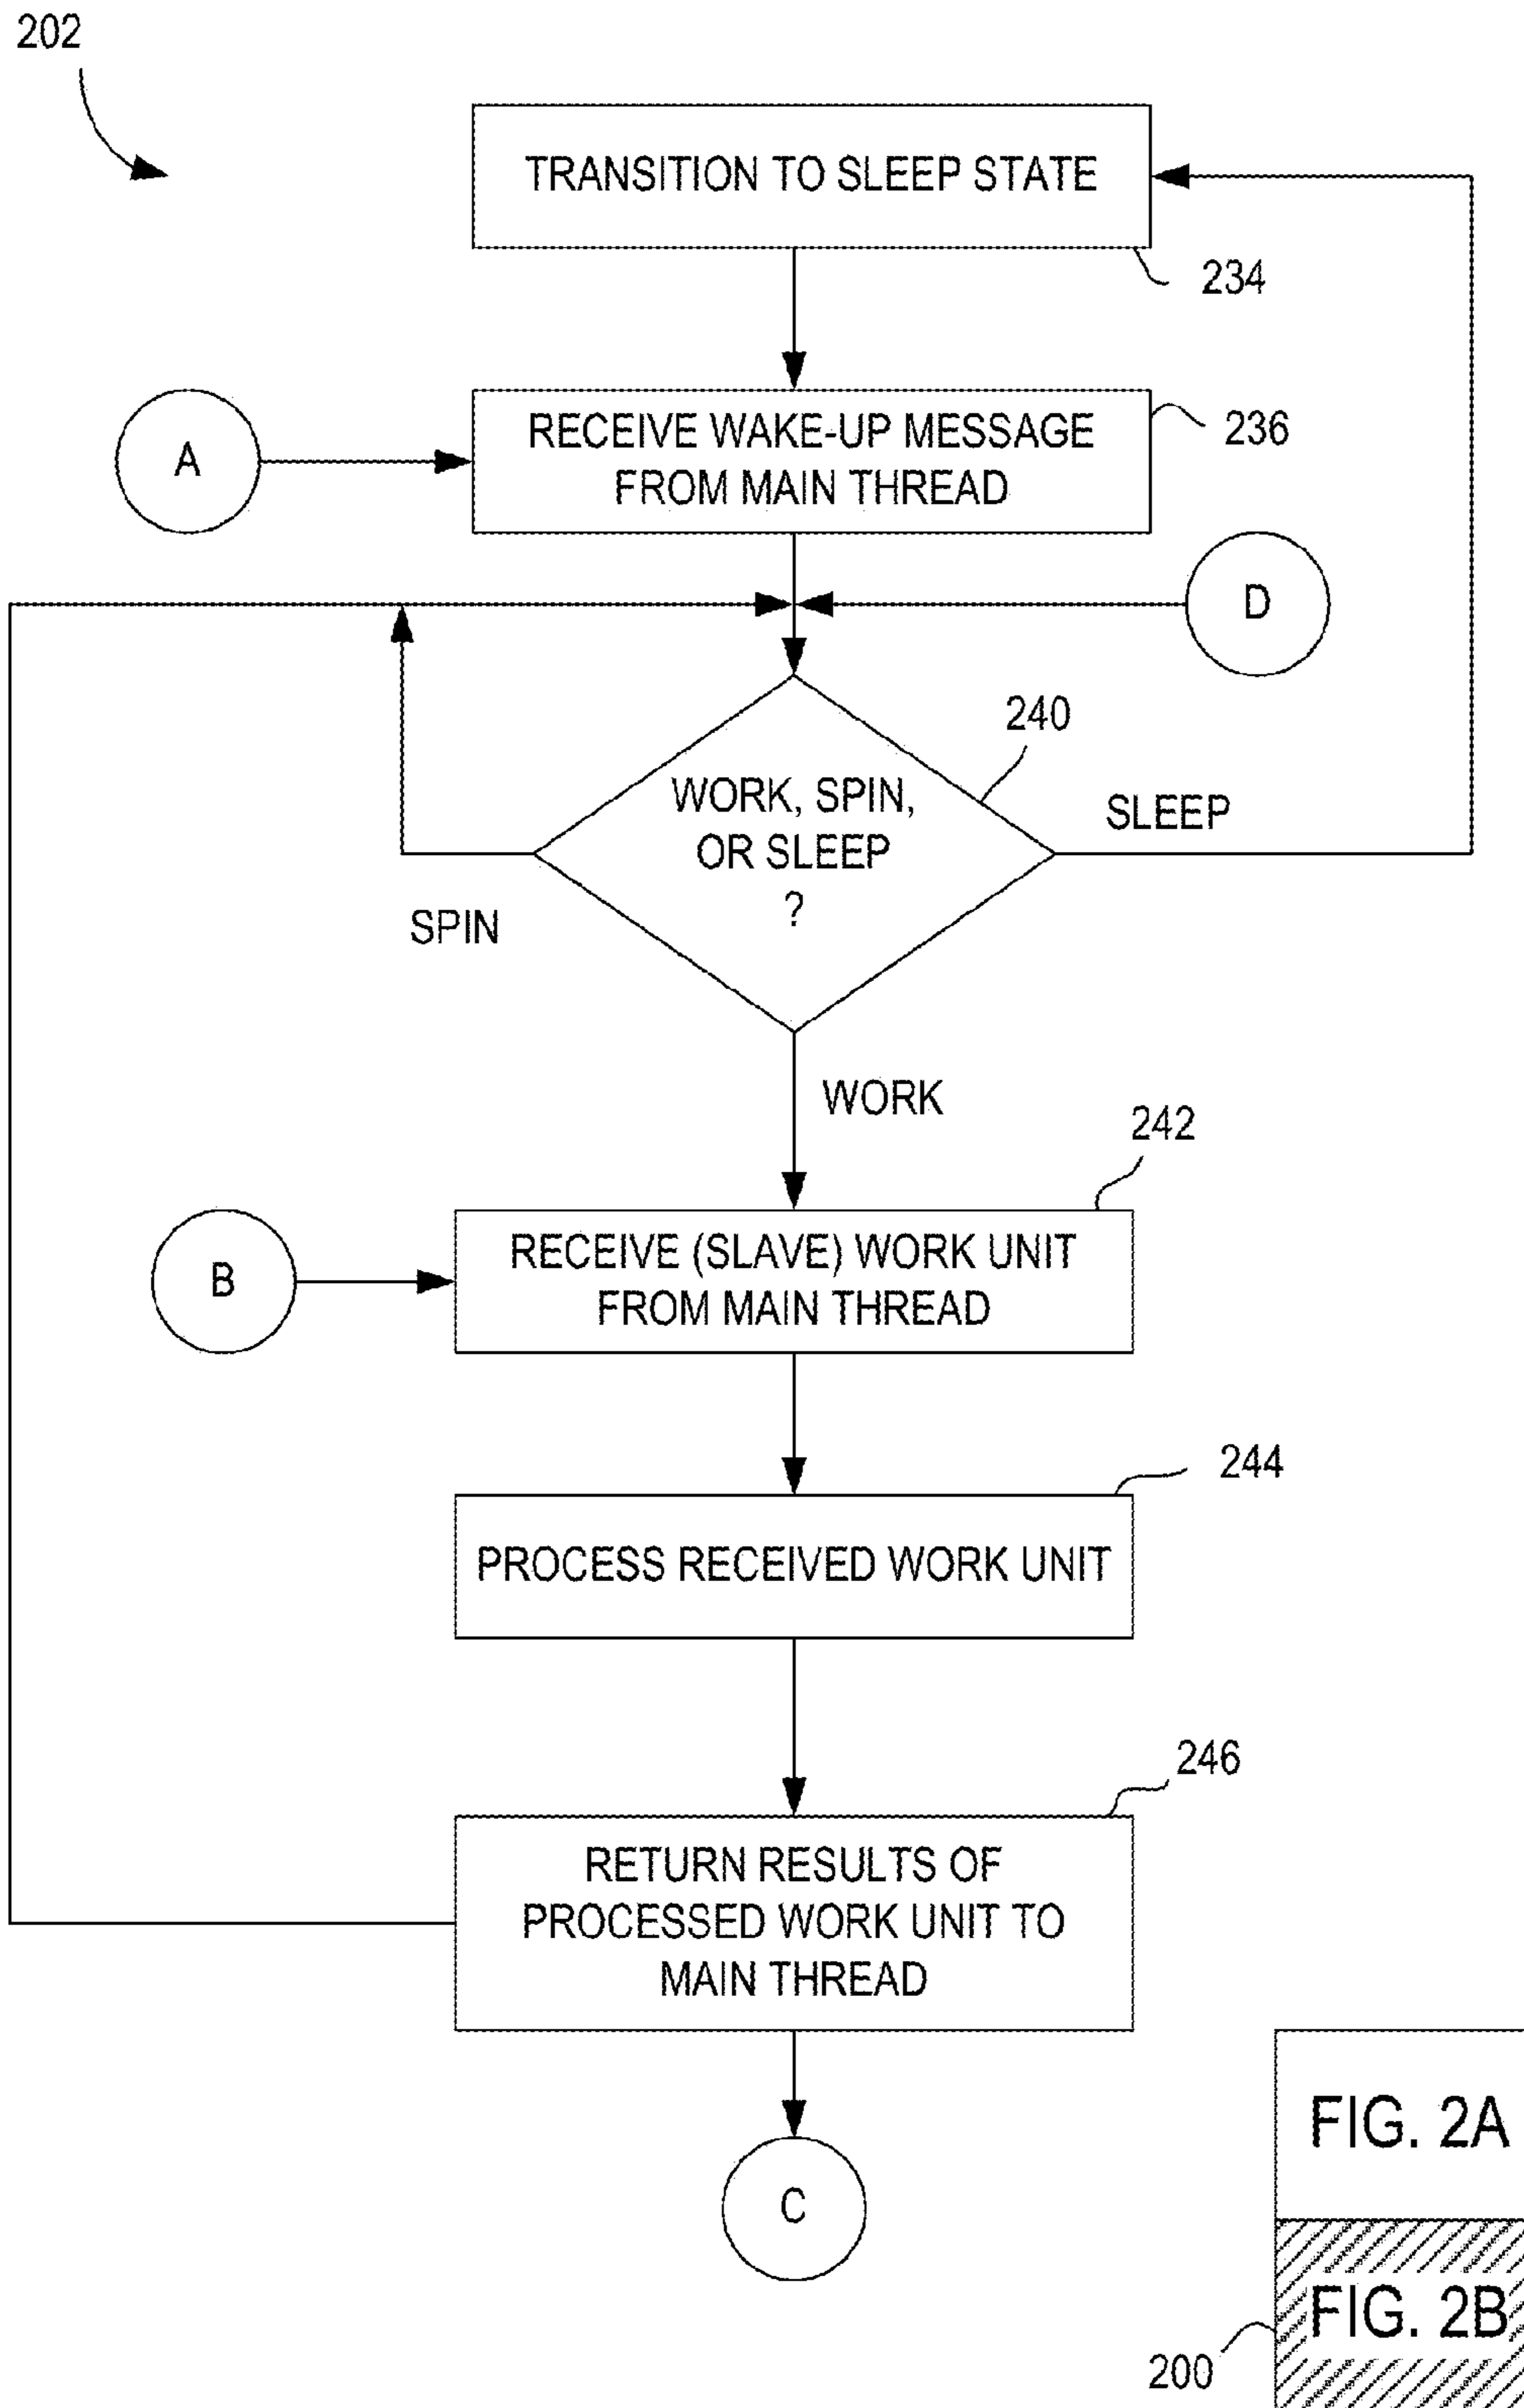 202
TRANSITION TO SLEEP STATE
234
A
RECEIVE WAKE-UP MESSAGE
FROM MAIN THREAD
236
D
240
WORK, SPIN,
OR SLEEP
?
SLEEP
SPIN
WORK
242
B
RECEIVE (SLAVE) WORK UNIT
FROM MAIN THREAD
244
PROCESS RECEIVED WORK UNIT
246
RETURN RESULTS OF
PROCESSED WORK UNIT TO
MAIN THREAD
C
FIG. 2A
FIG. 2B
200